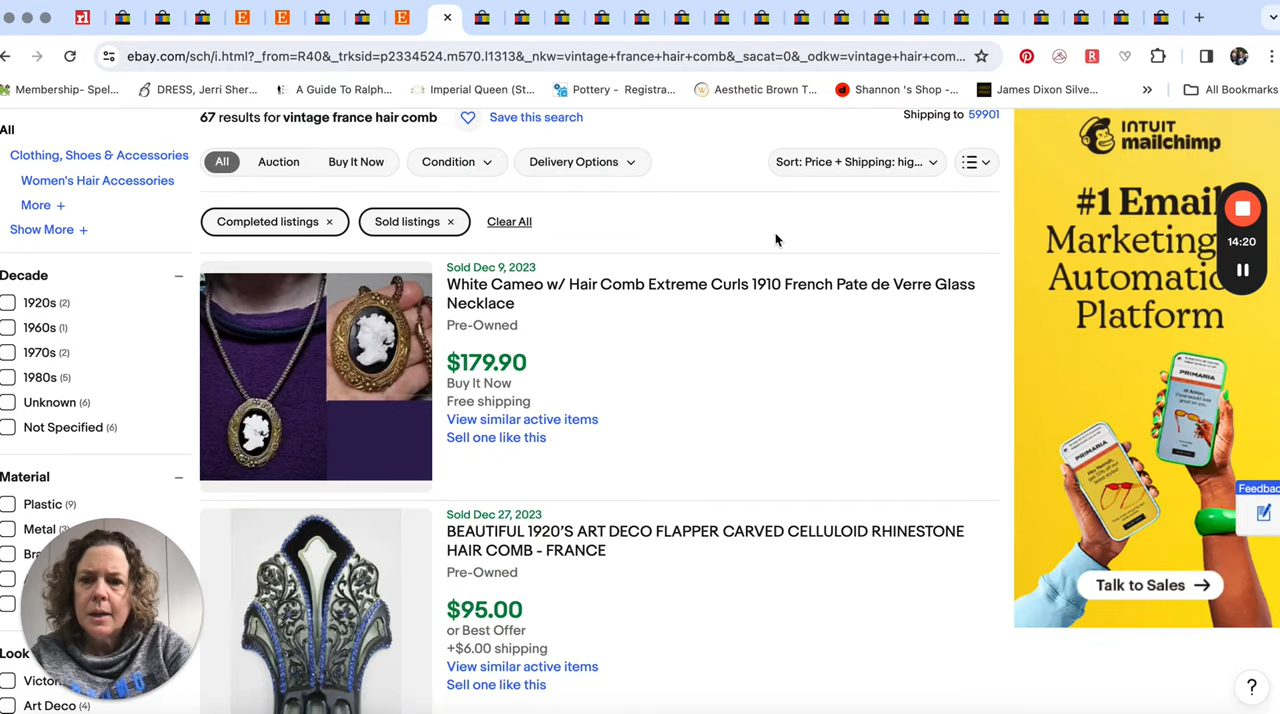 ebay.com/sch/i.html?_from=R40&_trksid=p2334524.m570.l1313&_nkw=vintage+france+hair+comb&_sacat=0&_odkw=vintage+hair+com...
Membership- Spel...
DRESS, Jerri Sher...
A Guide To Ralph...
Imperial Queen (St...
Pottery - Registra...
Aesthetic Brown T...
Shannon 's Shop -...
James Dixon Silve...
All Bookmarks
67 results for vintage france hair comb
Save this search
Shipping to 59901
All
Clothing, Shoes & Accessories
Women's Hair Accessories
More +
Show More +
All
Auction
Buy It Now
Condition
Delivery Options
Sort: Price + Shipping: hig...
Completed listings ×
Sold listings ×
Clear All
Decade
1920s (2)
1960s (1)
1970s (2)
1980s (5)
Unknown (6)
Not Specified (6)
Material
Plastic (9)
Metal (3)
Bra
Look
Victor
Art Deco (4)
Sold Dec 9, 2023
White Cameo w/ Hair Comb Extreme Curls 1910 French Pate de Verre Glass
Necklace
Pre-Owned
$179.90
Buy It Now
Free shipping
View similar active items
Sell one like this
Sold Dec 27, 2023
BEAUTIFUL 1920'S ART DECO FLAPPER CARVED CELLULOID RHINESTONE
HAIR COMB - FRANCE
Pre-Owned
$95.00
or Best Offer
+$6.00 shipping
View similar active items
Sell one like this
INTUIT
mailchimp
#1 Email
Marketing
Automatic
Platform
PRIMARIA
PRIMARIA
Talk to Sales →
14:20
Feedbac
?